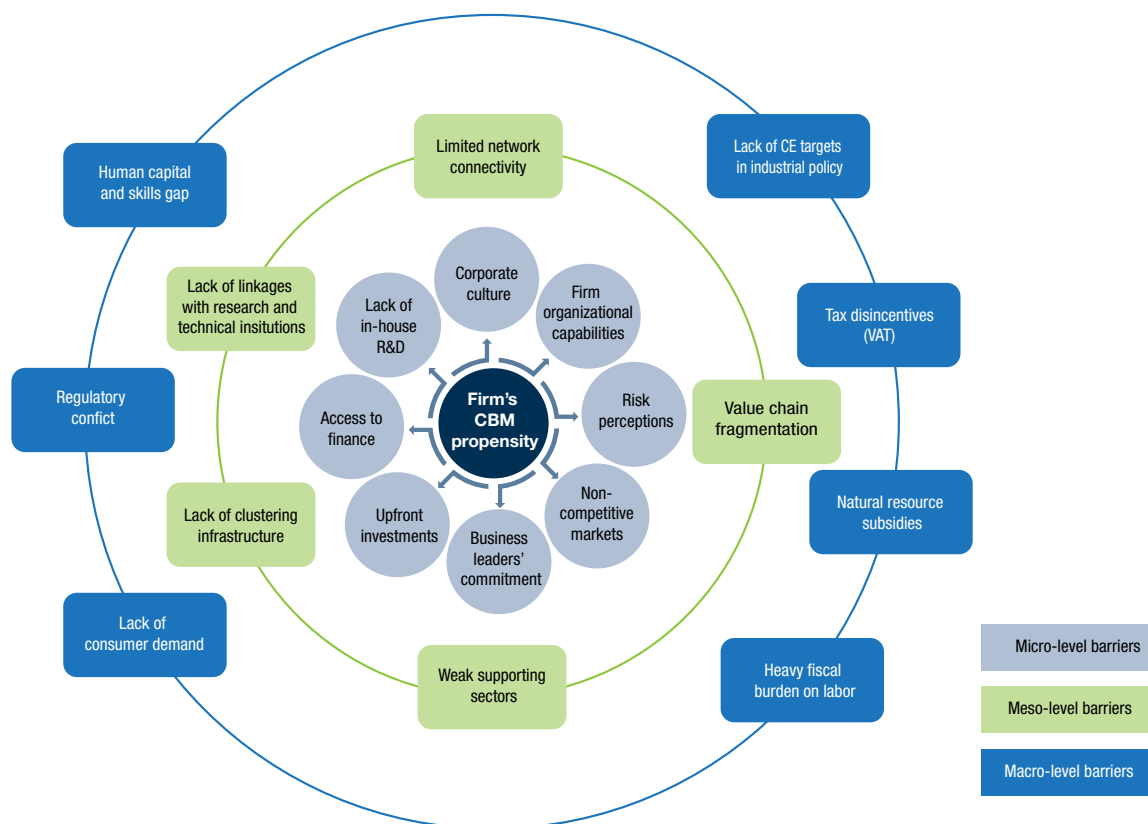 Limited network
connectivity
Lack of CE targets
in industrial policy
Human capital
and skills gap
Corporate
culture
Firm
organizational
capabilities
Lack of
in-house
R&D
Lack of linkages
with research and
technical insitutions
Tax disincentives
(VAT)
Regulatory
confict
Access to
finance
Firm's
CBM
propensity
Risk
perceptions
Value chain
fragmentation
Lack of clustering
infrastructure
Upfront
investments
Business
leaders'
commitment
Non-
competitive
markets
Natural resource
subsidies
Lack of
consumer demand
Weak supporting
sectors
Heavy fiscal
burden on labor
Micro-level barriers
Meso-level barriers
Macro-level barriers